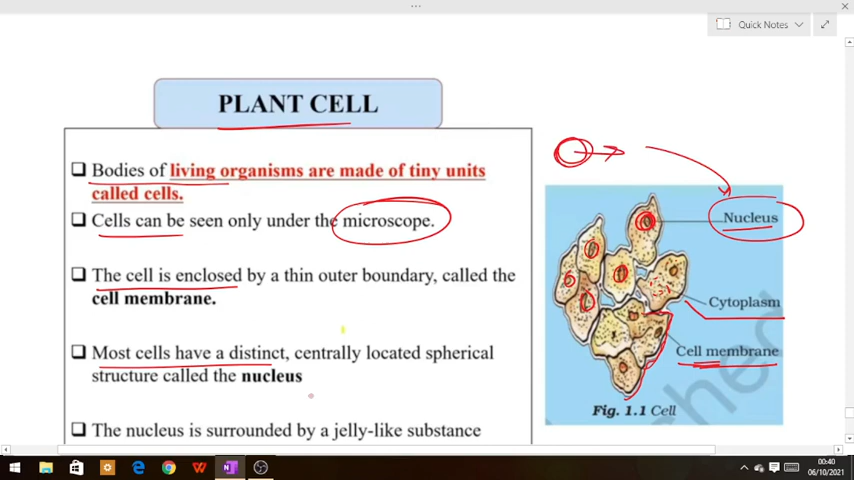 Quick Notes
PLANT CELL
Bodies of living organisms are made of tiny units
called cells.
Cells can be seen only under the microscope.
The cell is enclosed by a thin outer boundary, called the
cell membrane.
Most cells have a distinct, centrally located spherical
structure called the nucleus
The nucleus is surrounded by a jelly-like substance
Nucleus
Cytoplasm
Cell membrane
Fig. 1.1 Cell
00:40
06/10/2021